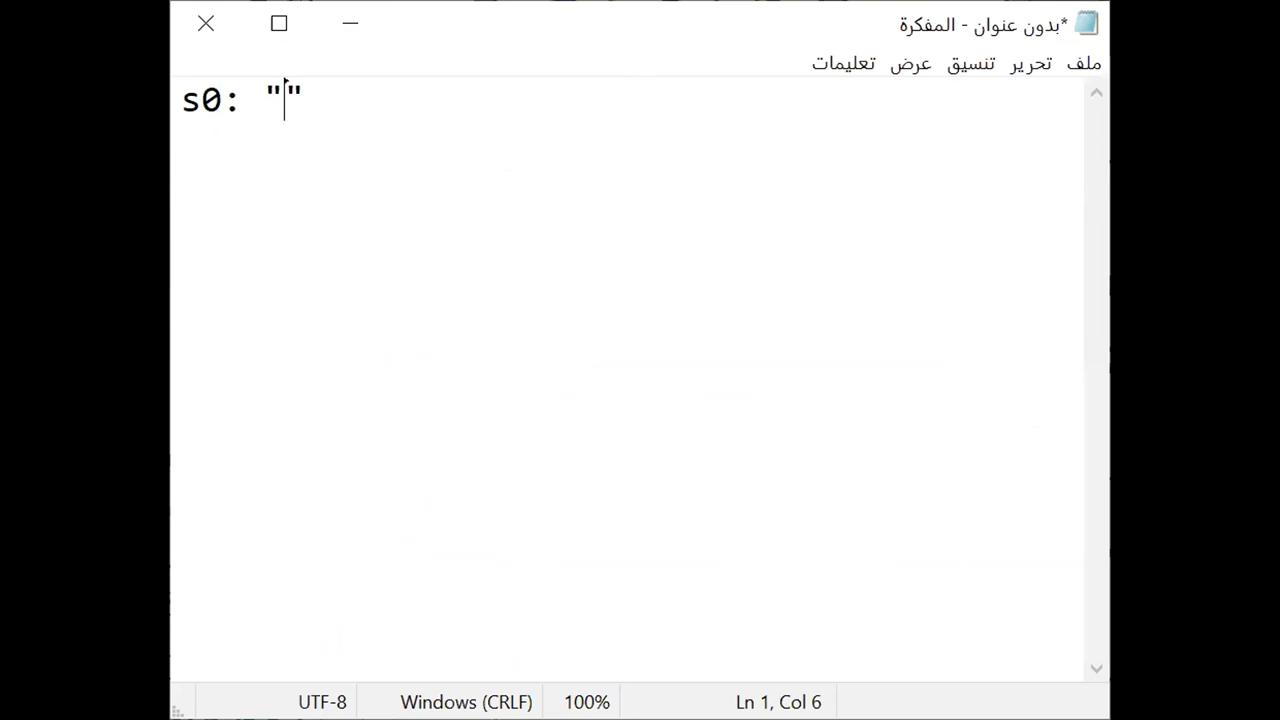 *بدون عنوان - المفكرة
ملف تحرير تنسيق عرض تعليمات
s0: ""
UTF-8 Windows (CRLF) 100% Ln 1, Col 6